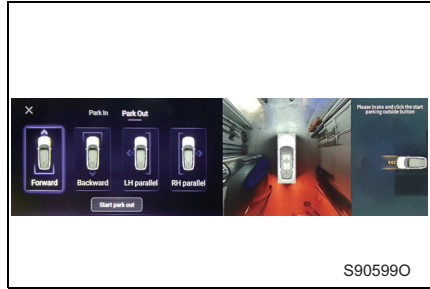 Park In Park Out
Please brake and click the start
parking outside button
Forward Backward LH parallel RH parallel
Start park out
S90599O